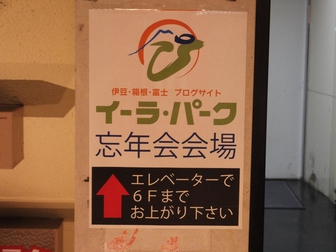 伊豆・箱根・富士 ブログサイト
イーラ・パーク
忘年会会場
エレベーターで
6Fまで
お上がり下さい